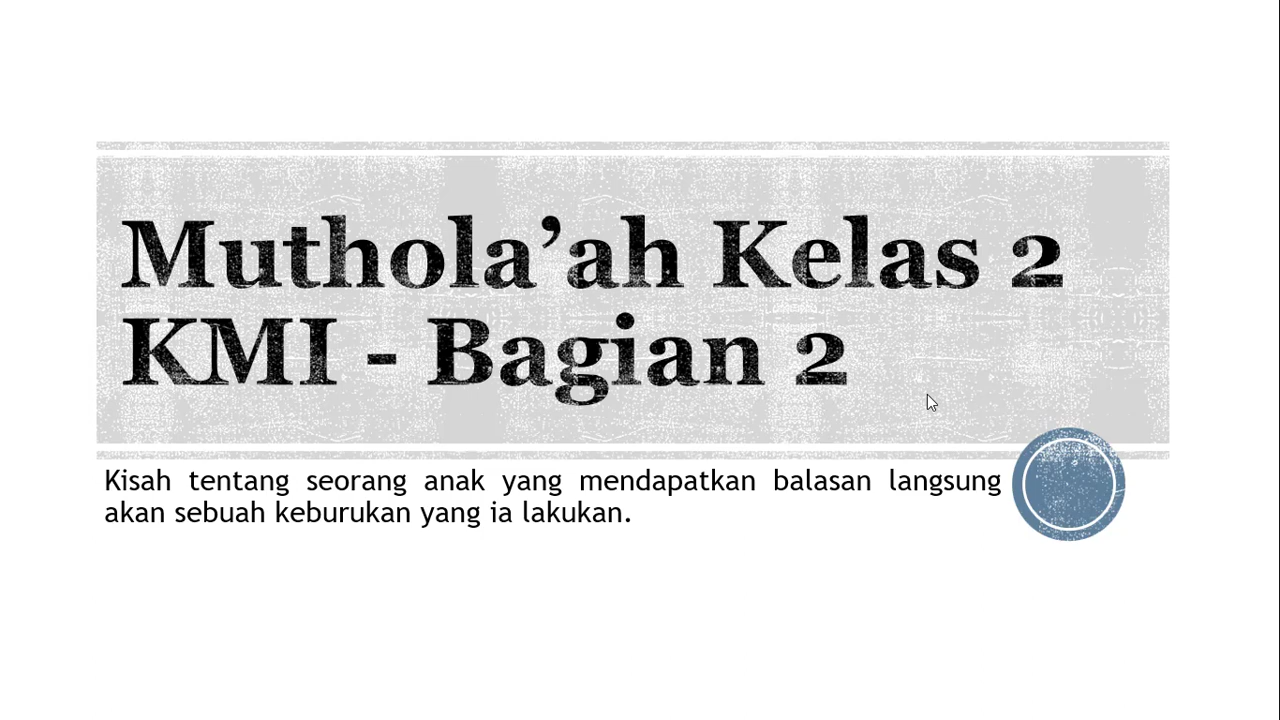 Muthola’ah Kelas 2
KMI - Bagian 2
Kisah tentang seorang anak yang mendapatkan balasan langsung
akan sebuah keburukan yang ia lakukan.